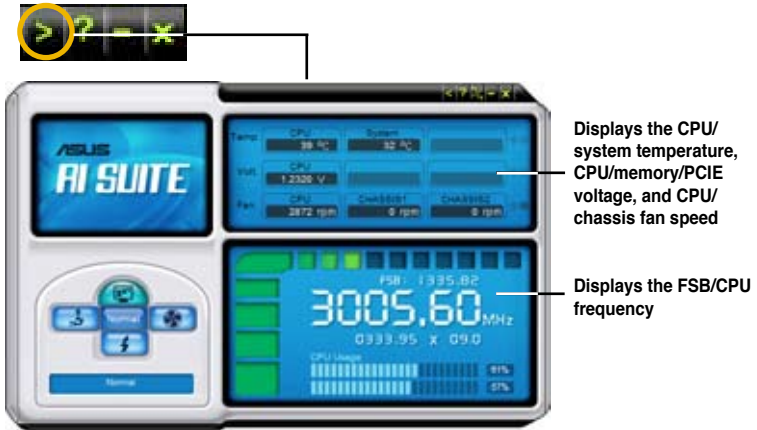 > ? - x
< ? - x
ASUS
AI SUITE
Temp CPU System
39 ºC 32 ºC
Volt CPU
1.2320 V
Fan CPU CHASSIS1 CHASSIS2
2872 rpm 0 rpm 0 rpm
Displays the CPU/
system temperature,
CPU/memory/PCIE
voltage, and CPU/
chassis fan speed
FSB: 1335.82
3005.60 MHz
0333.95 x 09.0
CPU Usage
61%
57%
Normal
Normal
Displays the FSB/CPU
frequency